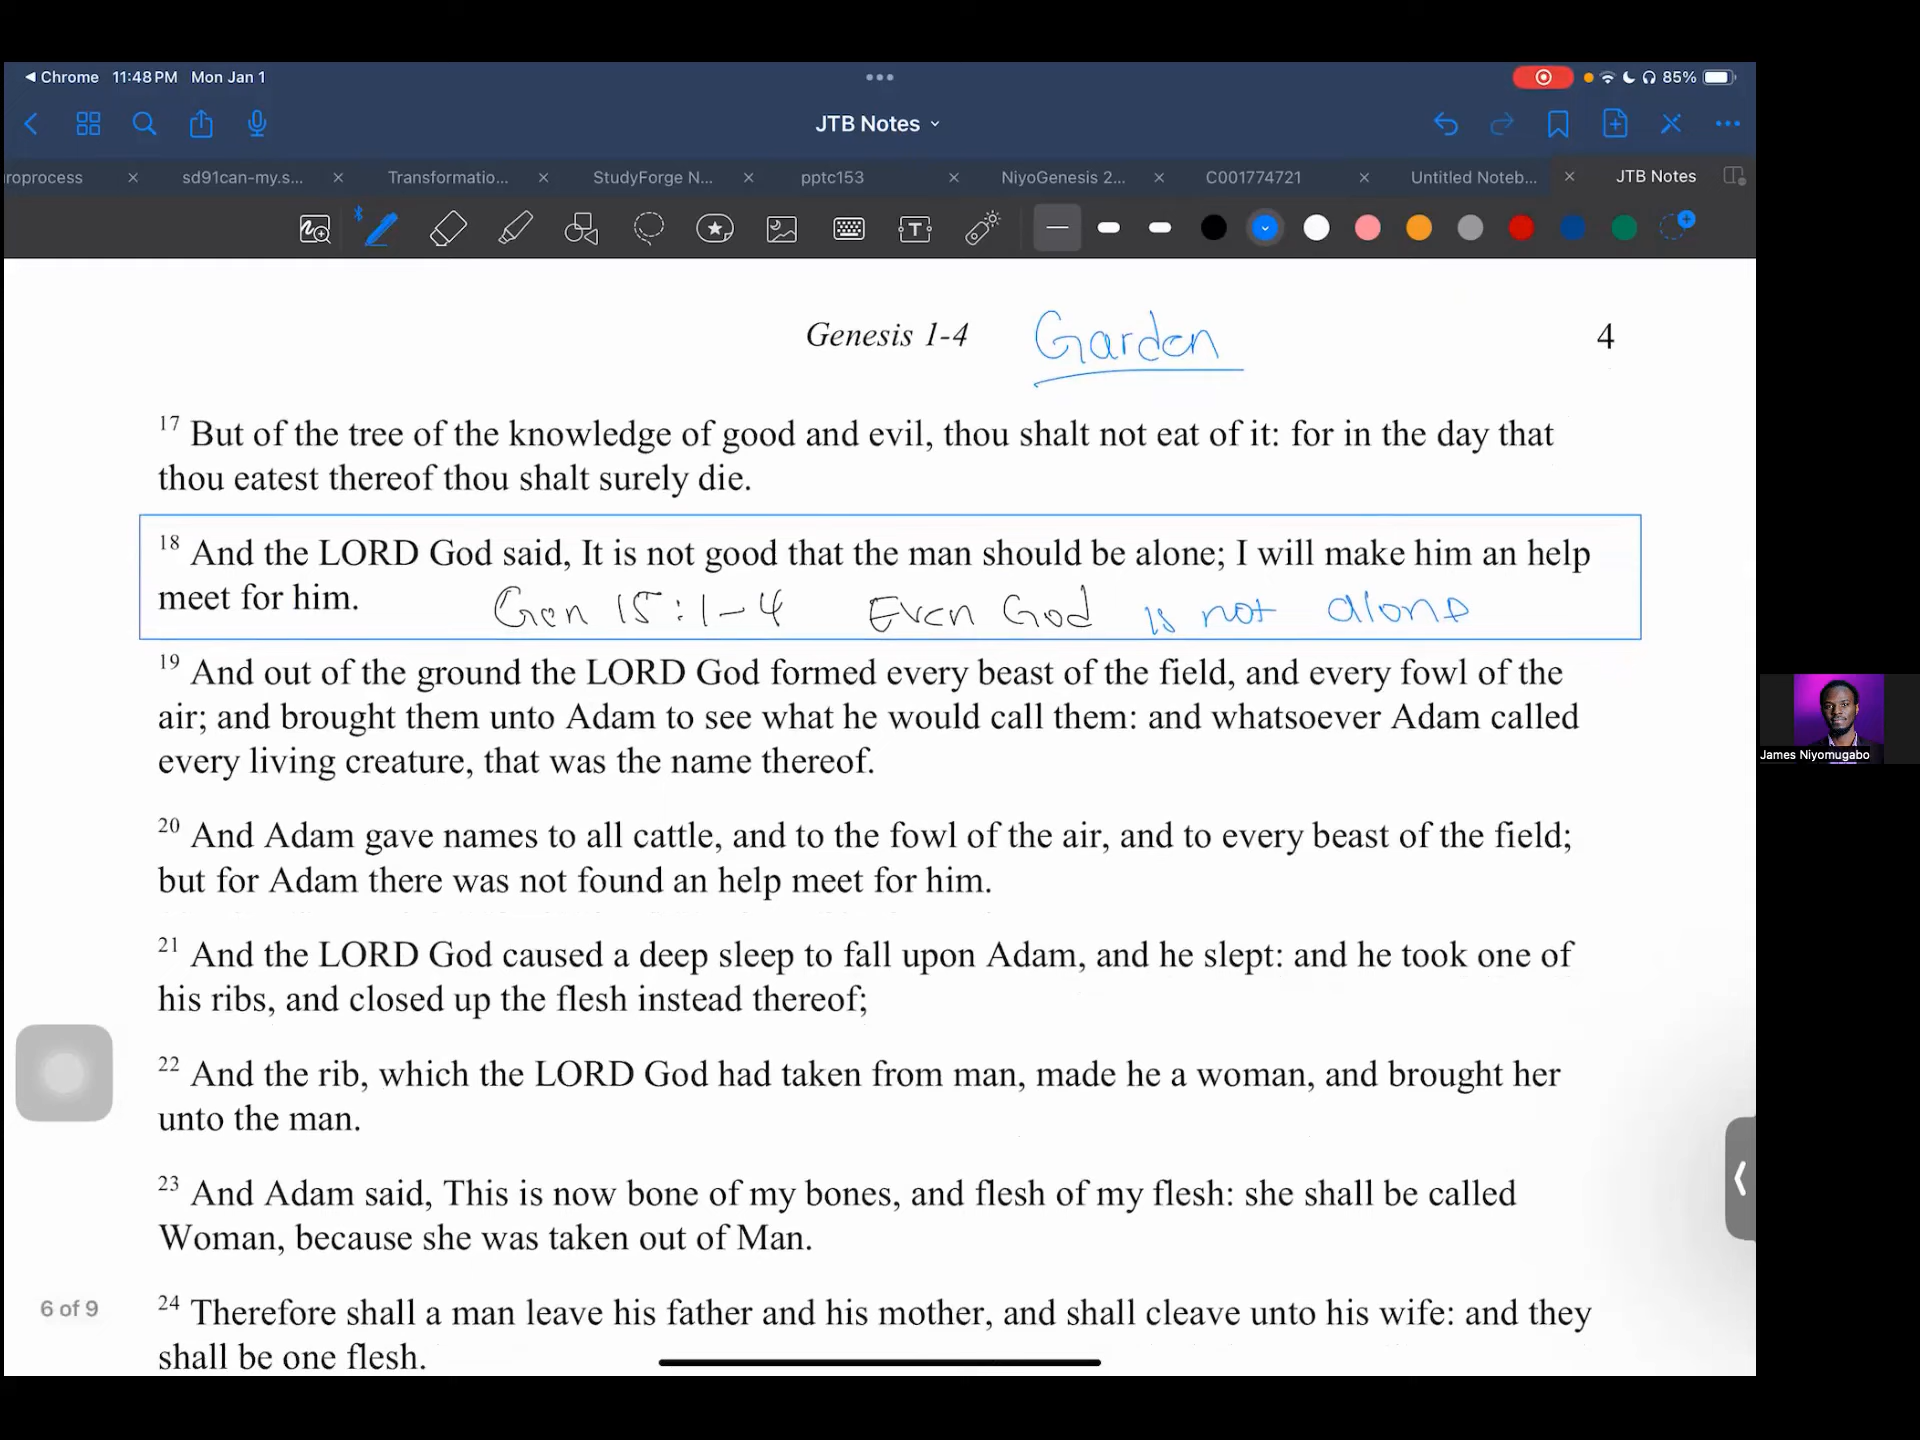 Chrome 11:48 PM Mon Jan 1
85%
JTB Notes
roprocess
sd91can-my.s...
Transformatio...
StudyForge N...
pptc153
NiyoGenesis 2...
C001774721
Untitled Noteb...
JTB Notes
Genesis 1-4 Garden 4
17 But of the tree of the knowledge of good and evil, thou shalt not eat of it: for in the day that
thou eatest thereof thou shalt surely die.
18 And the LORD God said, It is not good that the man should be alone; I will make him an help
meet for him. Gen 15:1-4 Even God is not alone
19 And out of the ground the LORD God formed every beast of the field, and every fowl of the
air; and brought them unto Adam to see what he would call them: and whatsoever Adam called
every living creature, that was the name thereof.
20 And Adam gave names to all cattle, and to the fowl of the air, and to every beast of the field;
but for Adam there was not found an help meet for him.
21 And the LORD God caused a deep sleep to fall upon Adam, and he slept: and he took one of
his ribs, and closed up the flesh instead thereof;
22 And the rib, which the LORD God had taken from man, made he a woman, and brought her
unto the man.
23 And Adam said, This is now bone of my bones, and flesh of my flesh: she shall be called
Woman, because she was taken out of Man.
24 Therefore shall a man leave his father and his mother, and shall cleave unto his wife: and they
shall be one flesh.
6 of 9
James Niyomugabo